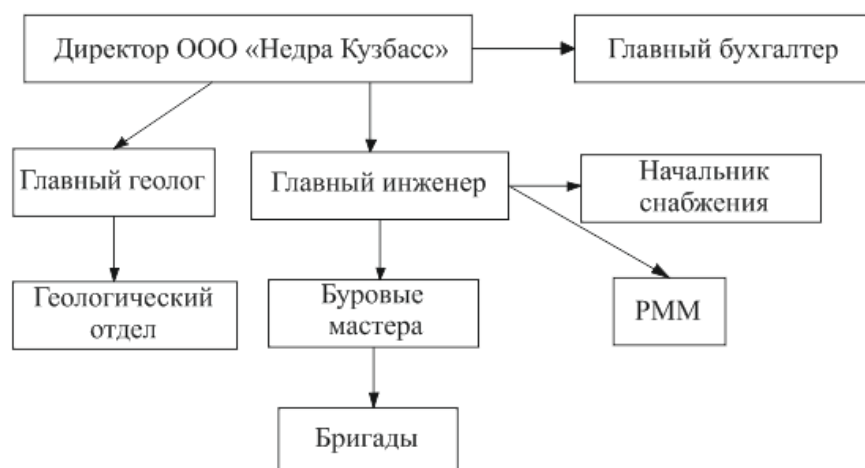 Директор ООО «Недра Кузбасс»
Главный бухгалтер
Главный геолог
Главный инженер
Начальник
снабжения
Геологический
отдел
Буровые
мастера
РММ
Бригады